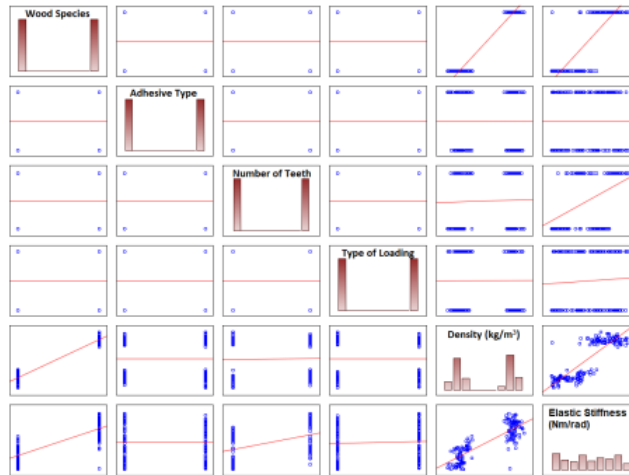 Wood Species
Adhesive Type
Number of Teeth
Type of Loading
Density (kg/m³)
Elastic Stiffness
(Nm/rad)